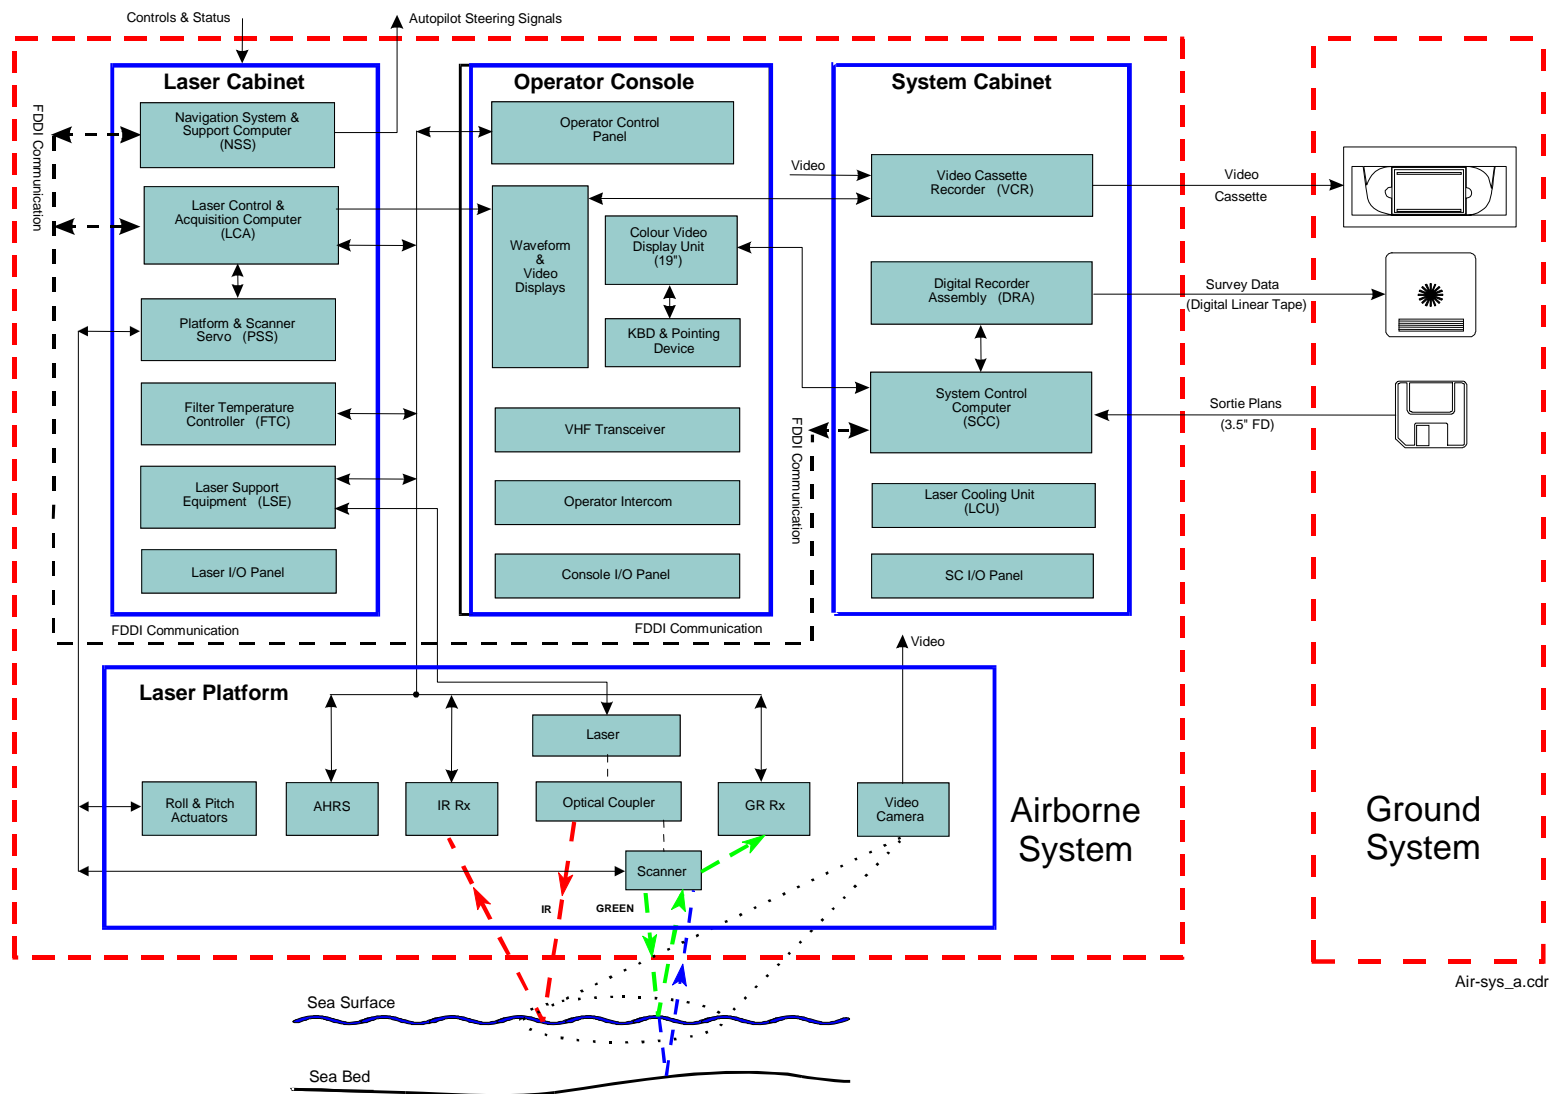 Controls & Status
Autopilot Steering Signals
Laser Cabinet
Navigation System &
Support Computer
(NSS)
Laser Control &
Acquisition Computer
(LCA)
Platform & Scanner
Servo (PSS)
Filter Temperature
Controller (FTC)
Laser Support
Equipment (LSE)
Laser I/O Panel
FDDI Communication
FDDI Communication
Operator Console
Operator Control
Panel
Waveform
&
Video
Displays
Colour Video
Display Unit
(19")
KBD & Pointing
Device
VHF Transceiver
Operator Intercom
Console I/O Panel
FDDI Communication
FDDI Communication
System Cabinet
Video
Video Cassette
Recorder (VCR)
Digital Recorder
Assembly (DRA)
System Control
Computer
(SCC)
Laser Cooling Unit
(LCU)
SC I/O Panel
Video
Cassette
Survey Data
(Digital Linear Tape)
Sortie Plans
(3.5" FD)
Video
Laser Platform
Laser
Roll & Pitch
Actuators
AHRS
IR Rx
Optical Coupler
GR Rx
Video
Camera
Scanner
IR
GREEN
Airborne
System
Ground
System
Air-sys_a.cdr
Sea Surface
Sea Bed